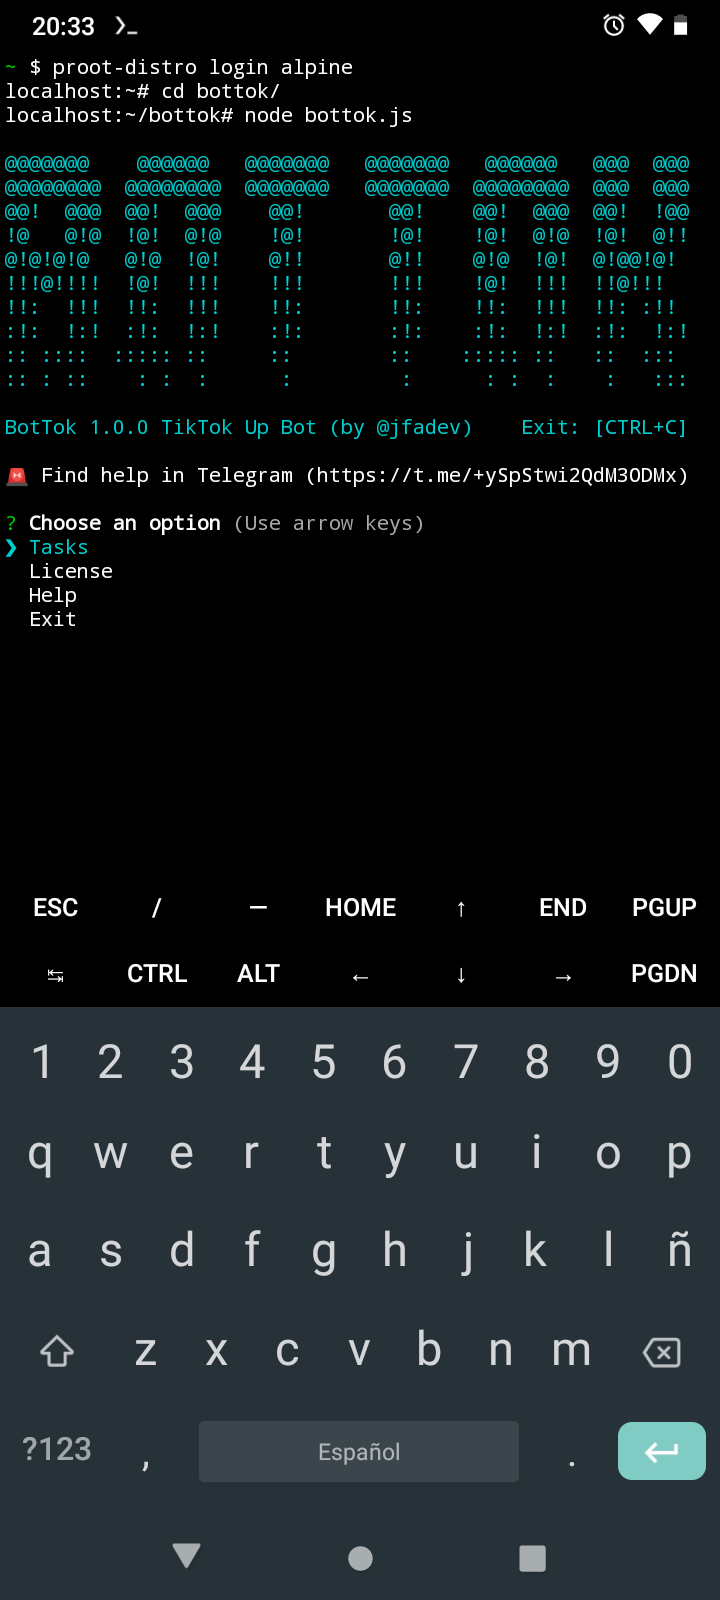 20:33
~ $ proot-distro login alpine
localhost:~# cd bottok/
localhost:~/bottok# node bottok.js
@@@@@@@    @@@@@@   @@@@@@@   @@@@@@@   @@@@@@   @@@  @@@
@@@@@@@@  @@@@@@@@  @@@@@@@   @@@@@@@  @@@@@@@@  @@@  @@@
@@!  @@@  @@!  @@@    @@!       @@!    @@!  @@@  @@!  !@@
!@   @!@  !@!  @!@    !@!       !@!    !@!  @!@  !@!  @!!
@!@!@!@   @!@  !@!    @!!       @!!    @!@  !@!  @!@@!@!
!!!@!!!!  !@!  !!!    !!!       !!!    !@!  !!!  !!@!!!
!!:  !!!  !!:  !!!    !!:       !!:    !!:  !!!  !!: :!!
:!:  !:!  :!:  !:!    :!:       :!:    :!:  !:!  :!:  !:!
:: ::::  ::::: ::     ::        ::    ::::: ::   ::  :::
:: : ::    : :  :      :         :      : :  :    :   :::
BotTok 1.0.0 TikTok Up Bot (by @jfadev)    Exit: [CTRL+C]
🚨 Find help in Telegram (https://t.me/+ySpStwi2QdM3ODMx)
? Choose an option (Use arrow keys)
❯ Tasks
License
Help
Exit
ESC / — HOME ↑ END PGUP
↹ CTRL ALT ← ↓ → PGDN
1 2 3 4 5 6 7 8 9 0
q w e r t y u i o p
a s d f g h j k l ñ
z x c v b n m
?123 , Español .